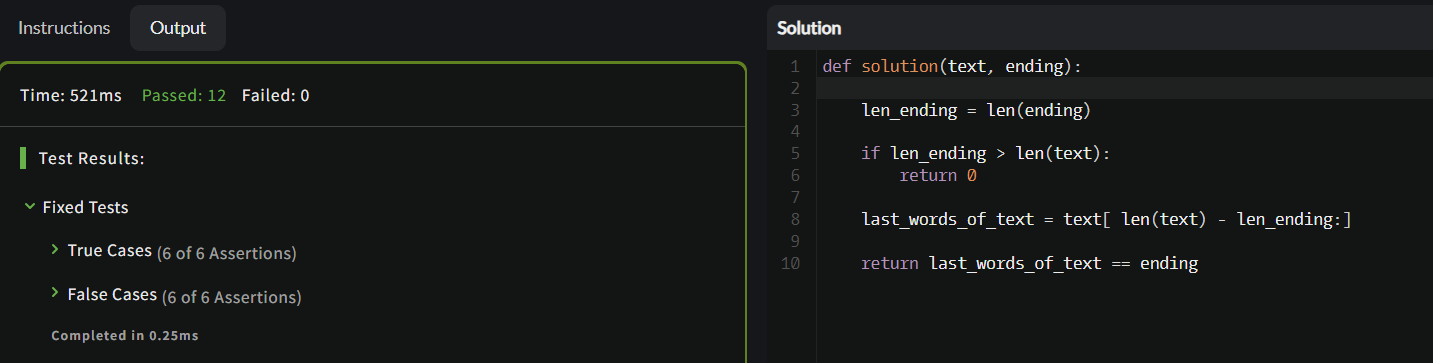 Instructions
Output
Time: 521ms Passed: 12 Failed: 0
Test Results:
Fixed Tests
True Cases (6 of 6 Assertions)
False Cases (6 of 6 Assertions)
Completed in 0.25ms
Solution
1 def solution(text, ending):
2
3     len_ending = len(ending)
4
5     if len_ending > len(text):
6         return 0
7
8     last_words_of_text = text[ len(text) - len_ending:]
9
10     return last_words_of_text == ending